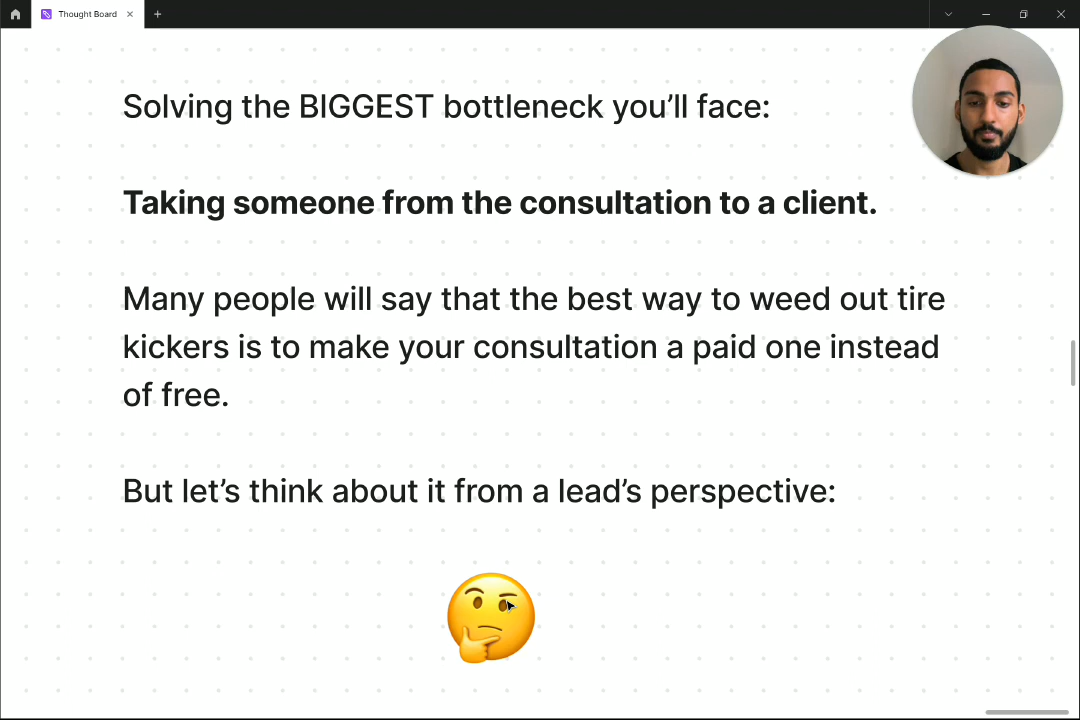 Thought Board
Solving the BIGGEST bottleneck you’ll face:
Taking someone from the consultation to a client.
Many people will say that the best way to weed out tire
kickers is to make your consultation a paid one instead
of free.
But let’s think about it from a lead’s perspective: